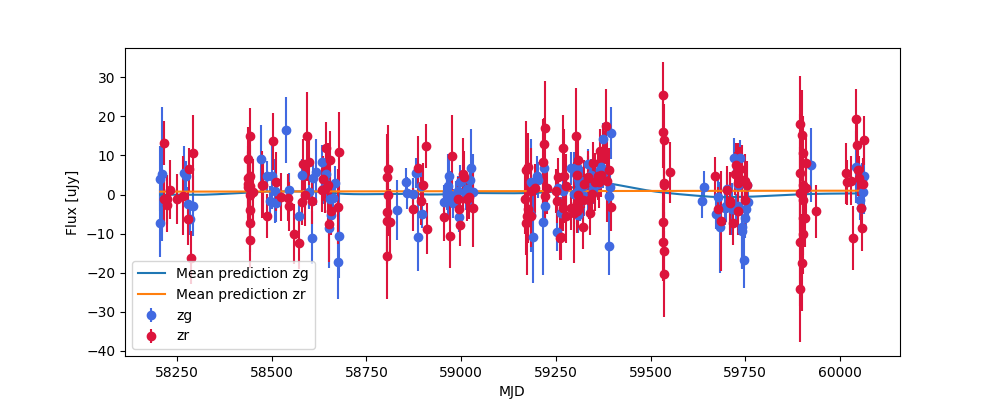 30
20
10
0
−10
−20
−30
−40
Flux [uJy]
Mean prediction zg
Mean prediction zr
zg
zr
58250 58500 58750 59000 59250 59500 59750 60000
MJD